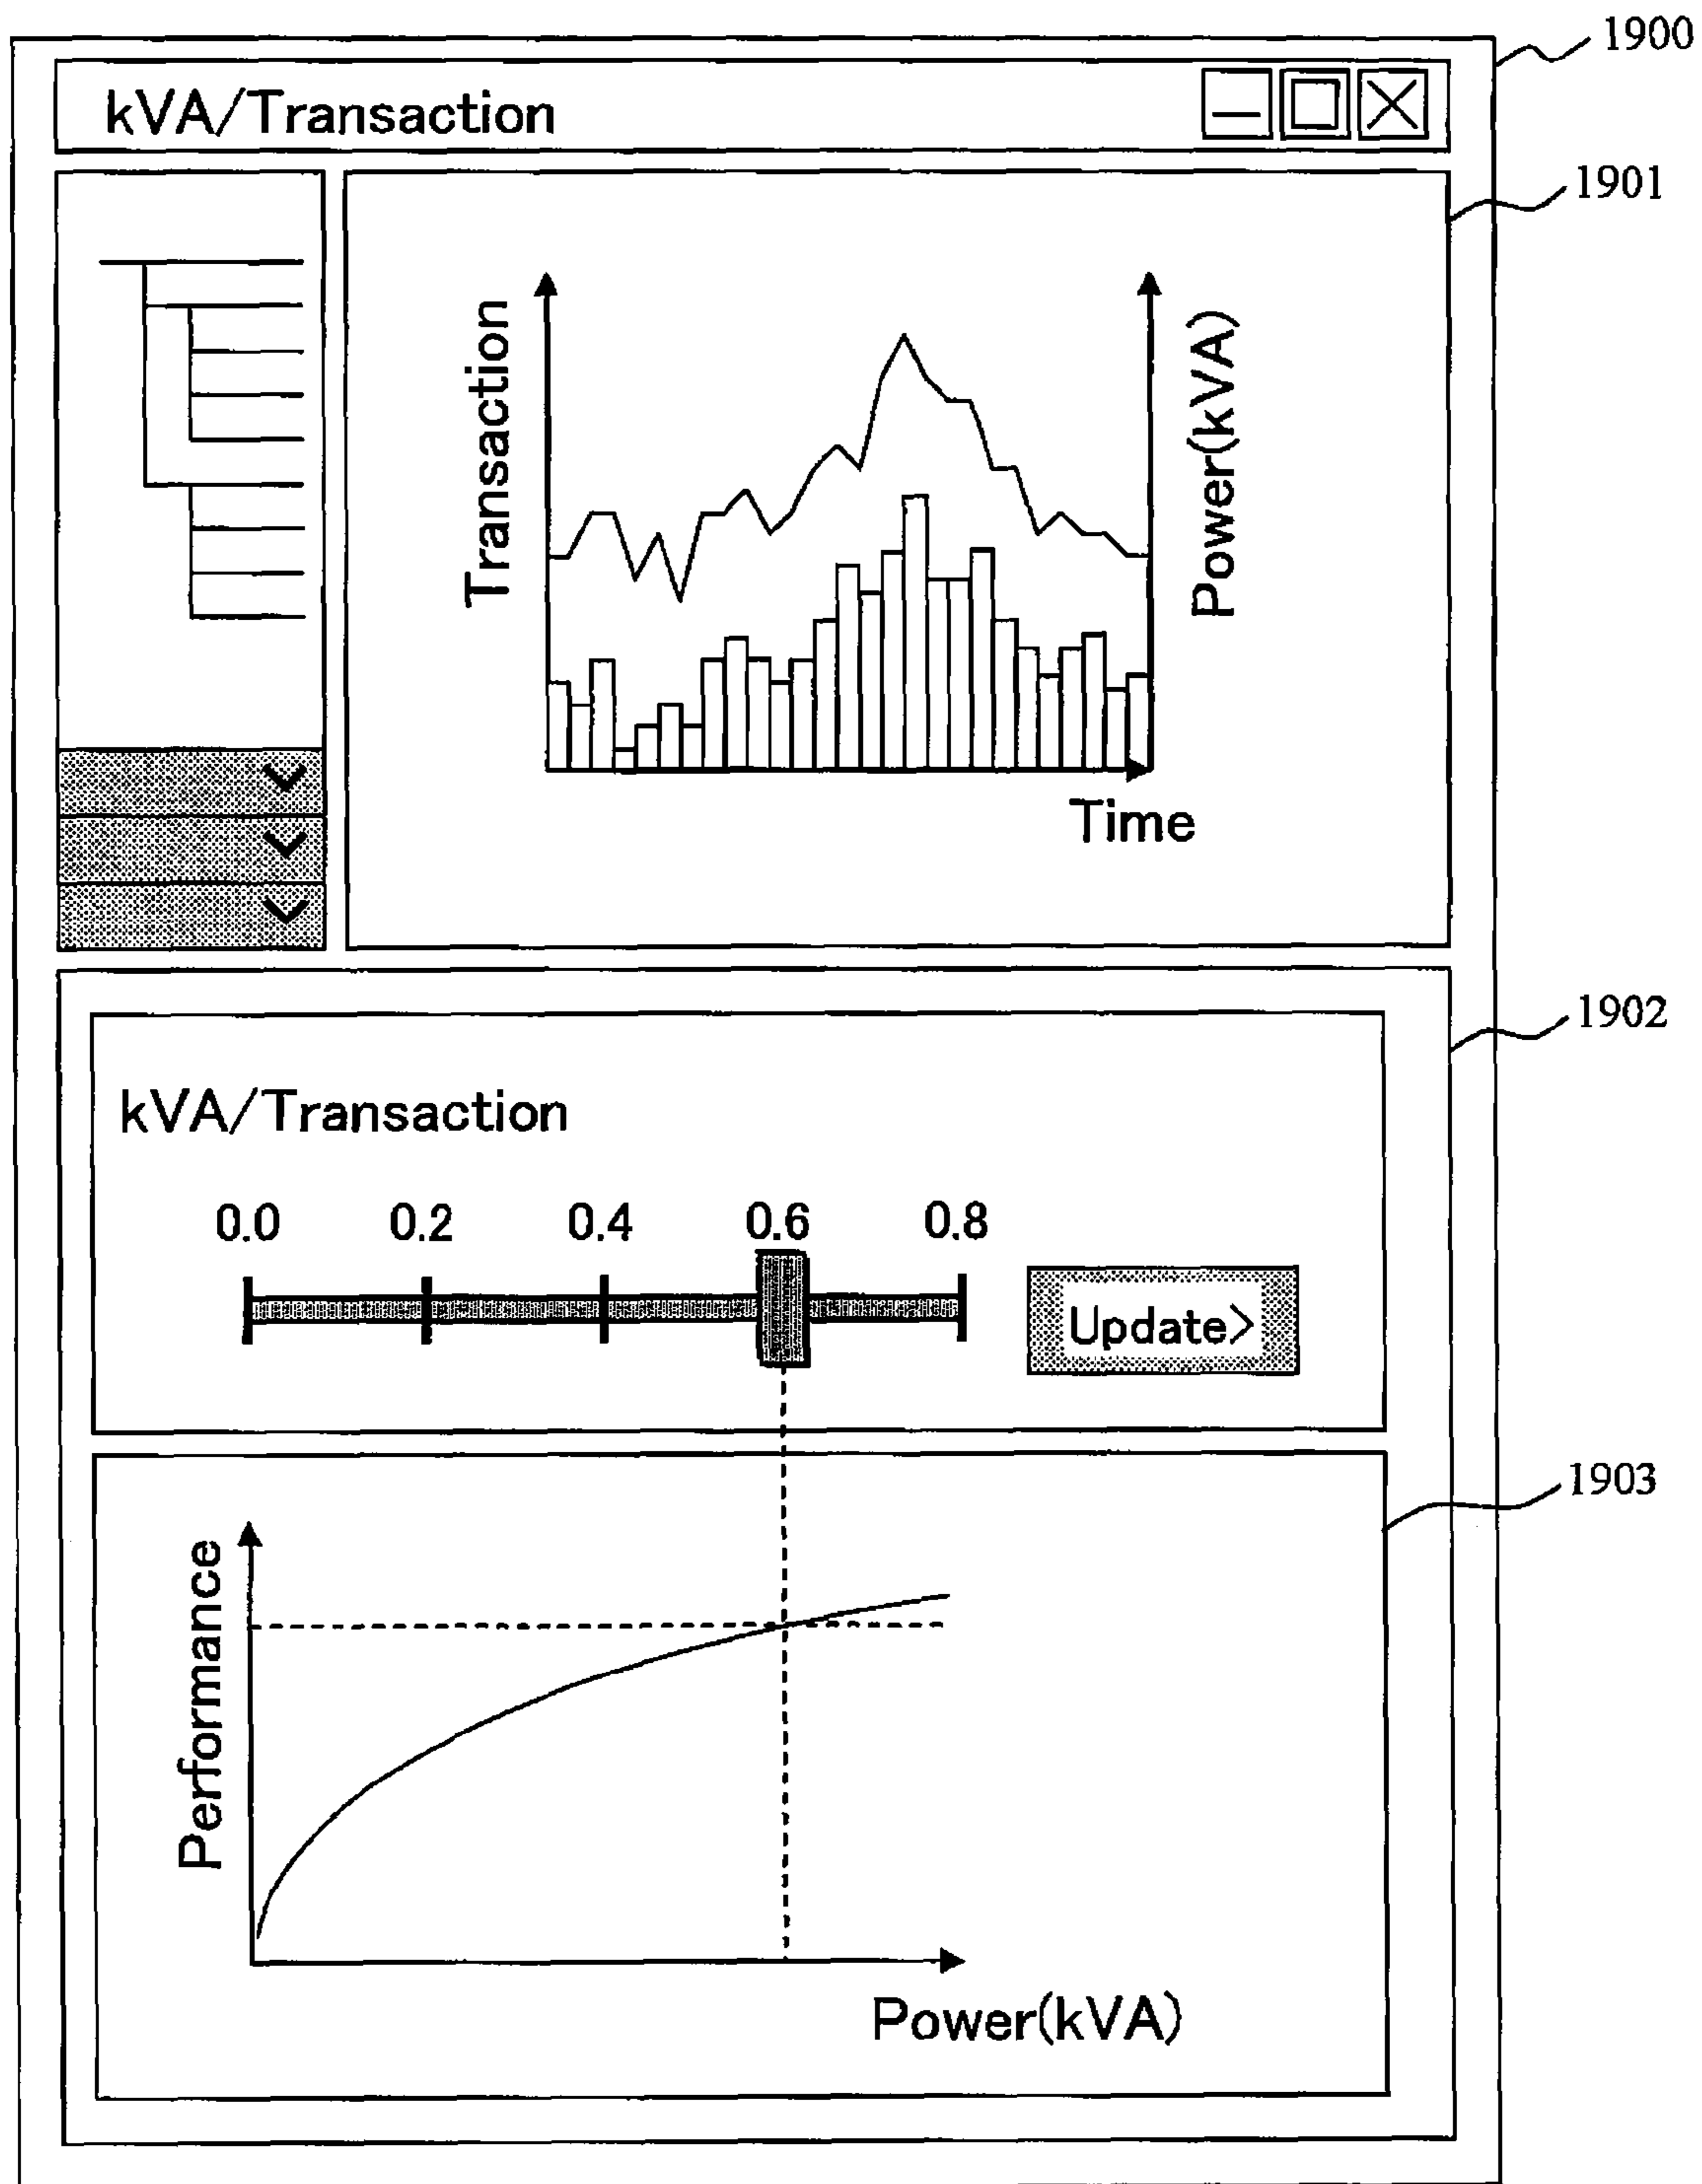 1900
kVA/Transaction
1901
Transaction
Power(kVA)
Time
1902
kVA/Transaction
0.0 0.2 0.4 0.6 0.8
Update>
1903
Performance
Power(kVA)